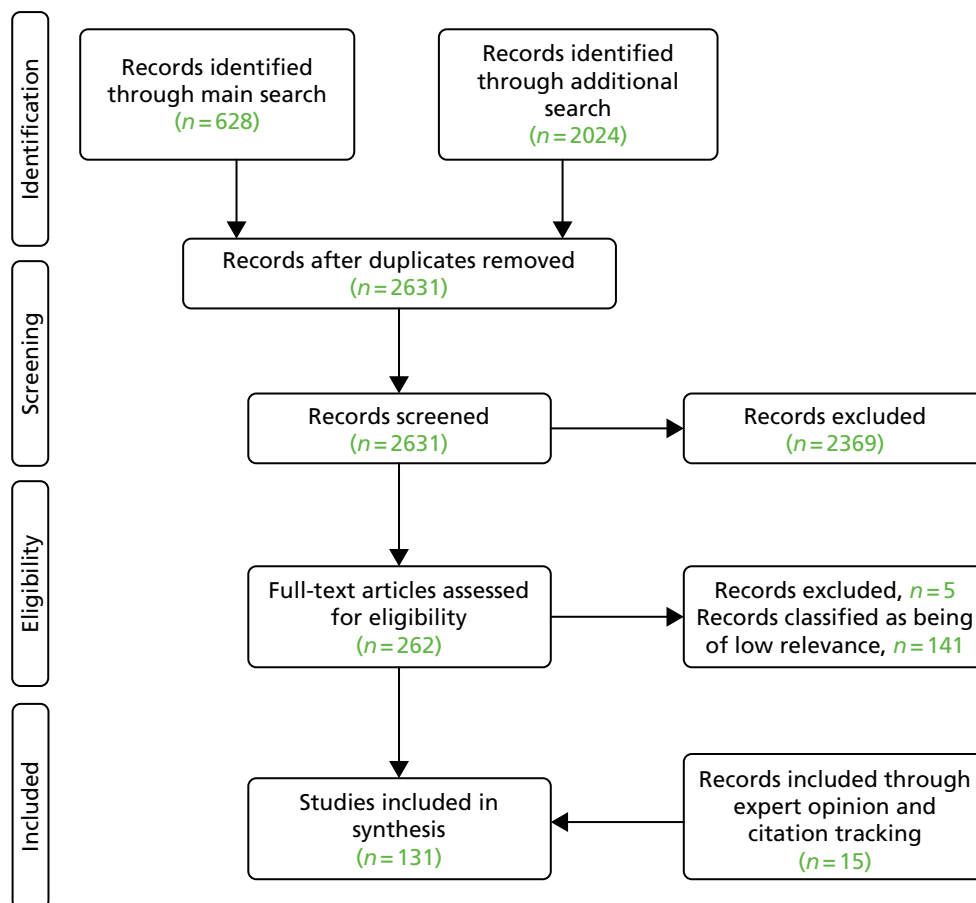 Identification
Records identified
through main search
(n=628)
Records identified
through additional
search
(n=2024)
Records after duplicates removed
(n=2631)
Screening
Records screened
(n=2631)
Records excluded
(n=2369)
Eligibility
Full-text articles assessed
for eligibility
(n=262)
Records excluded, n=5
Records classified as being
of low relevance, n=141
Included
Studies included in
synthesis
(n=131)
Records included through
expert opinion and
citation tracking
(n=15)